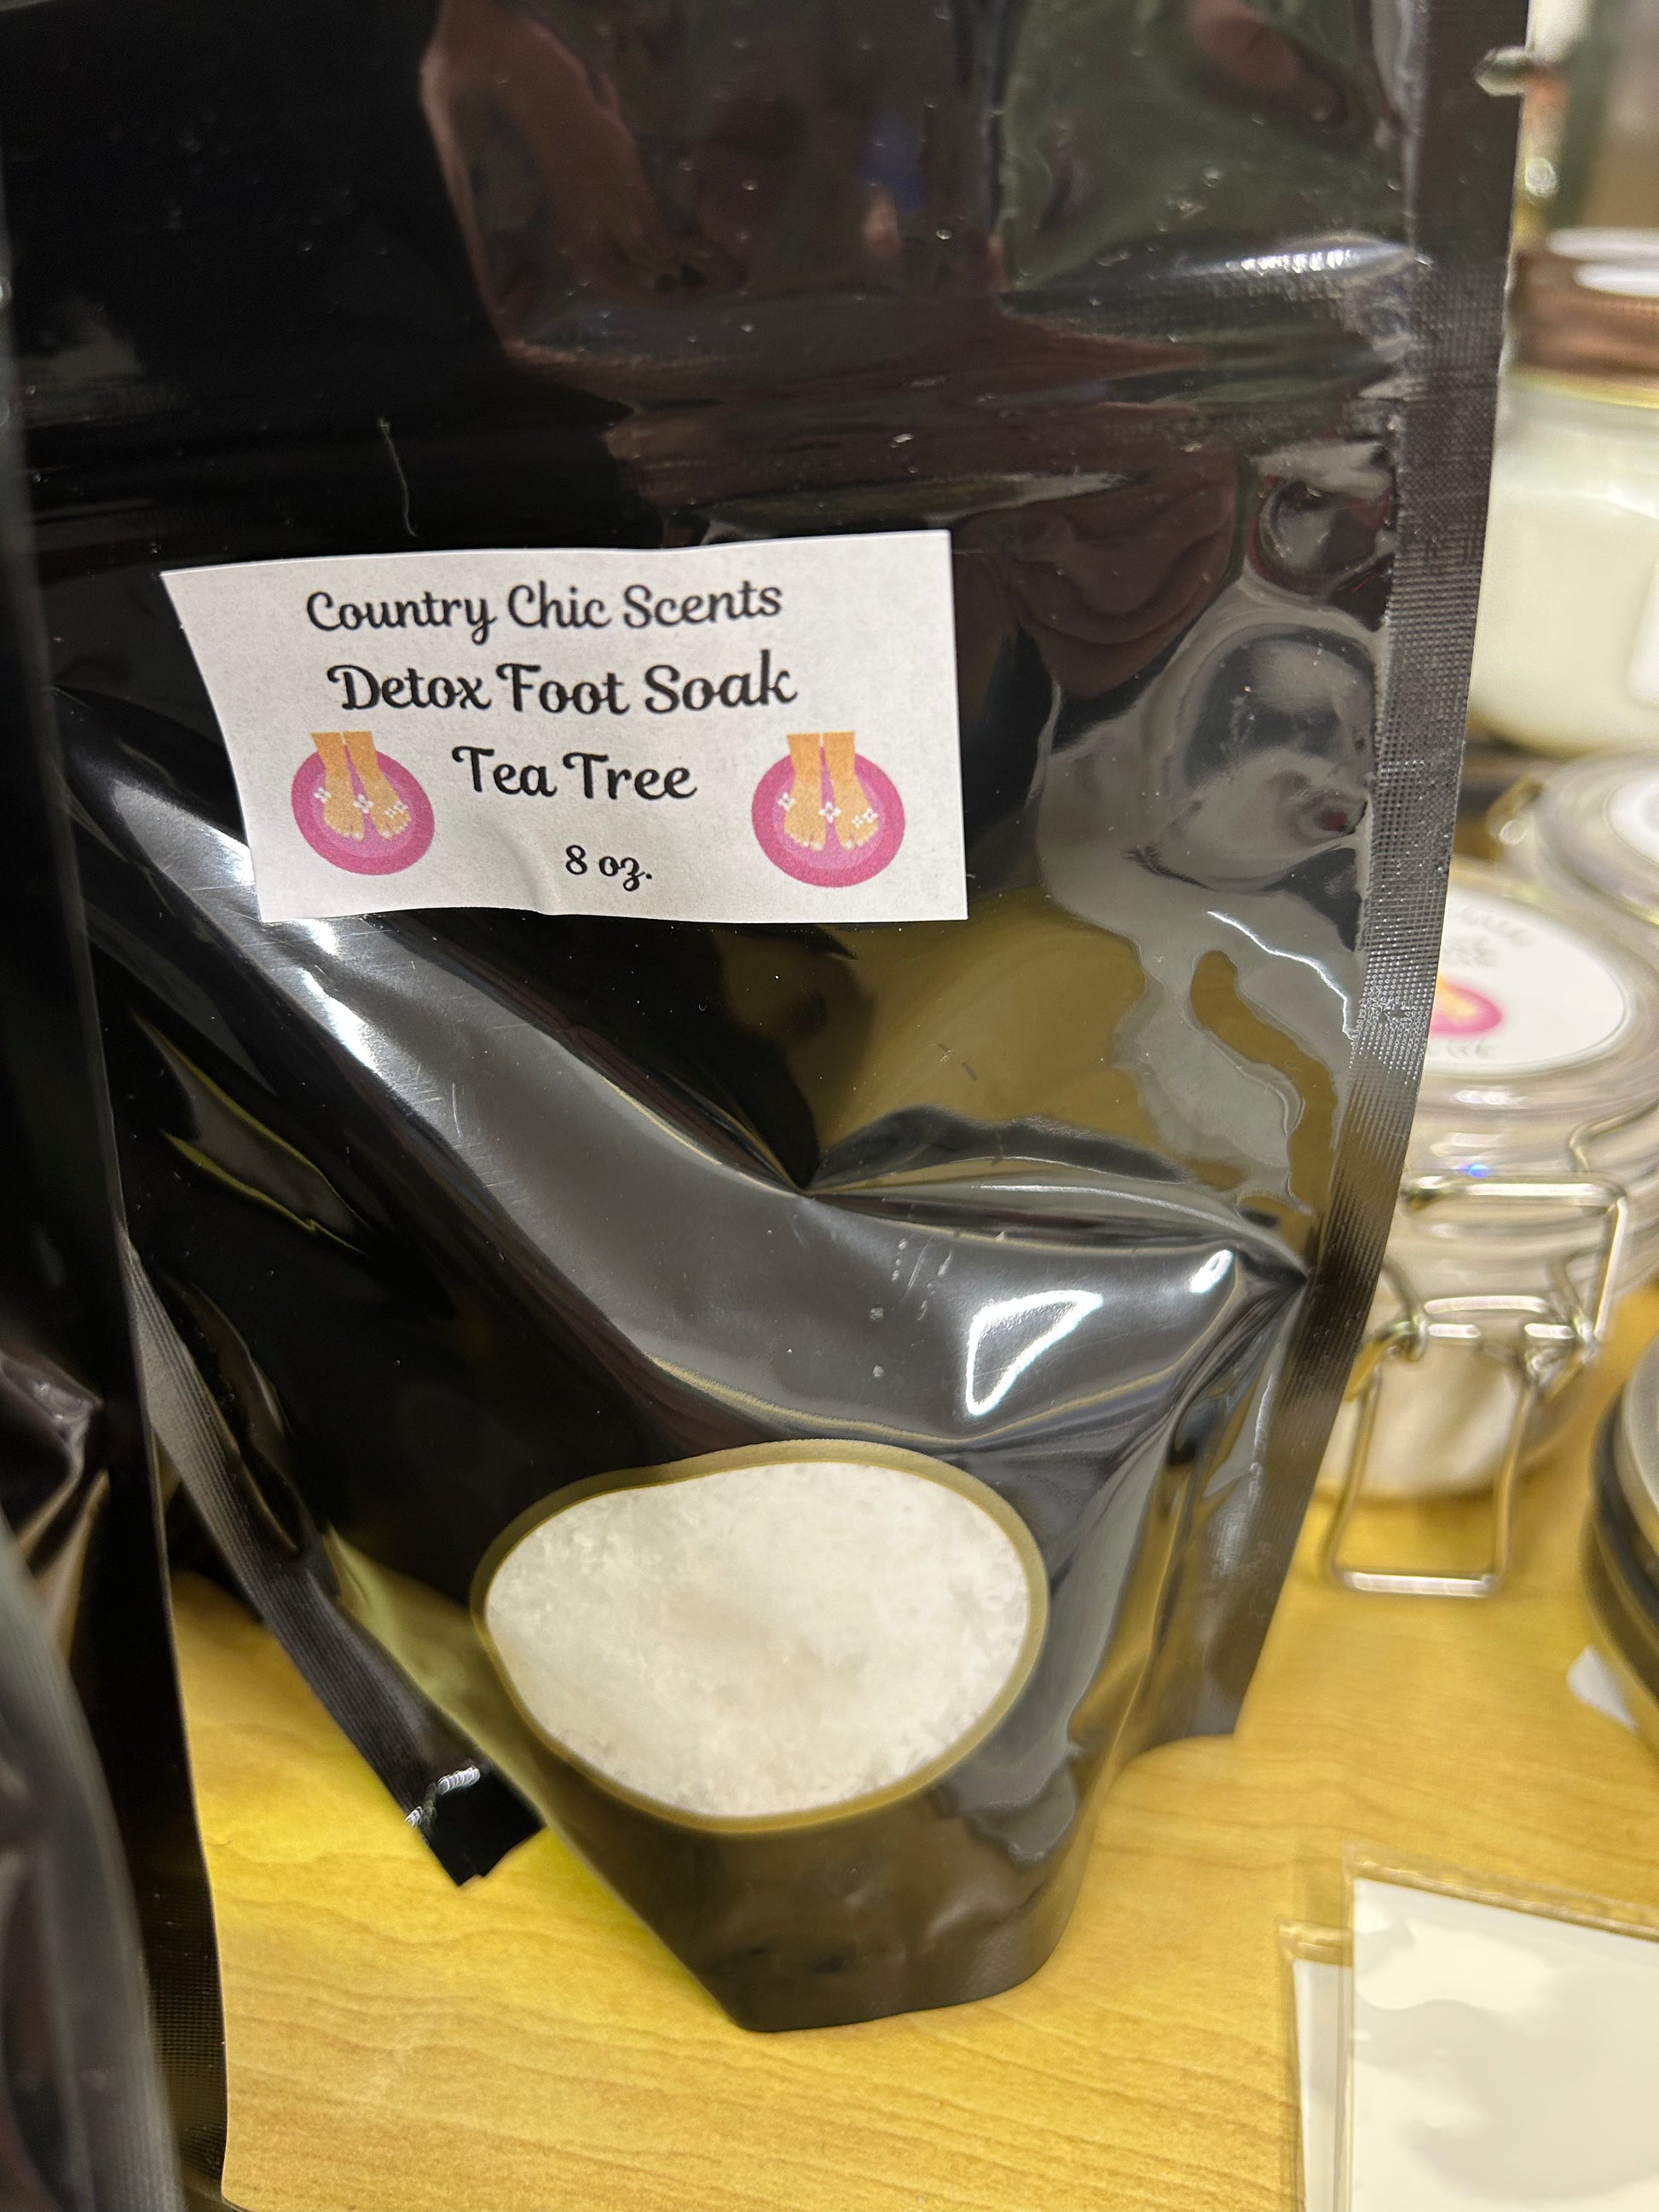 Country Chic Scents
Detox Foot Soak
Tea Tree
8 oz.